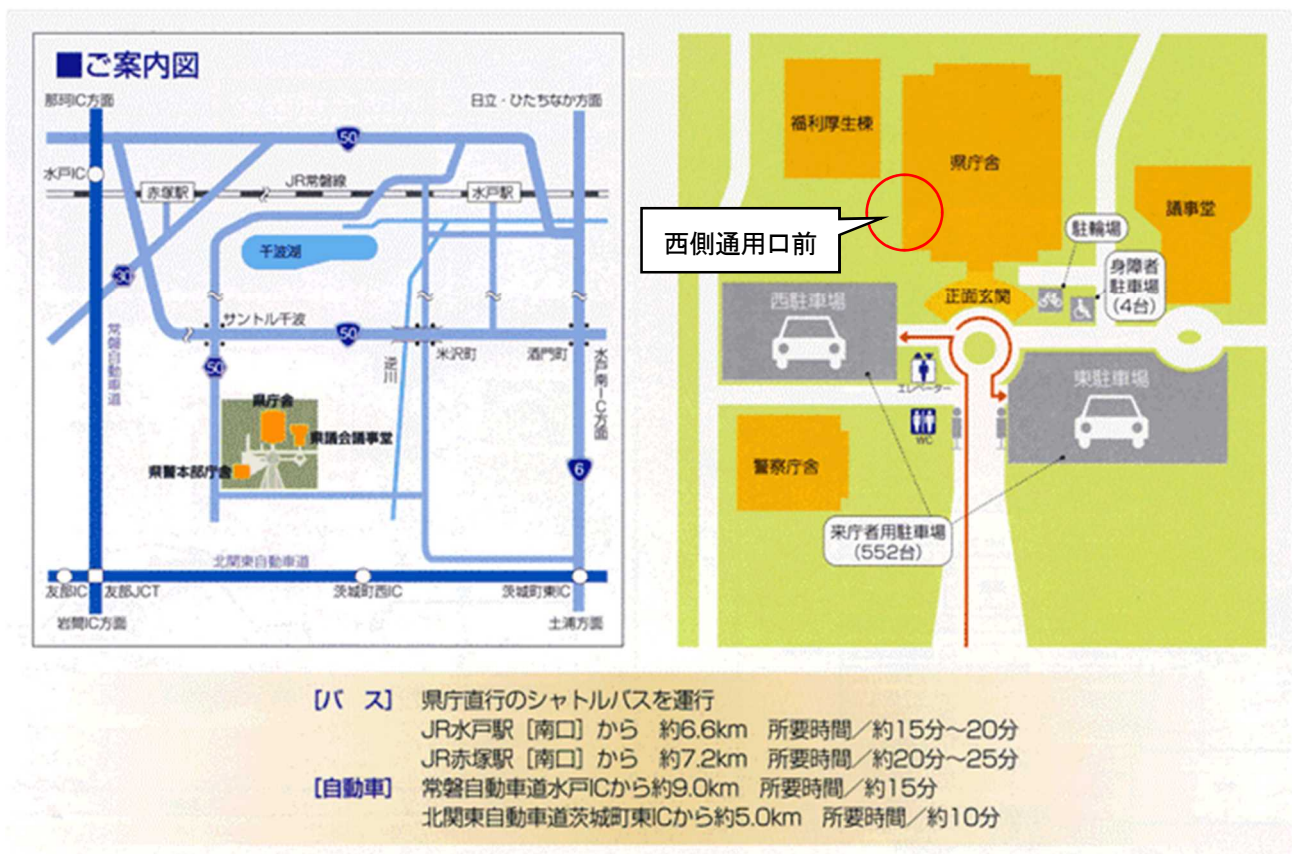 ■ご案内図
那珂IC方面
日立・ひたちなか方面
50
水戸IC
赤塚駅
JR常磐線
水戸駅
千波湖
30
常磐自動車道
サントル千波
50
50
米沢町
酒門町
逆川
水戸南IC方面
県庁舎
県議会議事堂
県警本部庁舎
6
北関東自動車道
友部IC
友部JCT
茨城町西IC
茨城町東IC
岩間IC方面
土浦方面
福利厚生棟
県庁舎
議事堂
西側通用口前
駐輪場
身障者
駐車場
(4台)
西駐車場
正面玄関
エレベーター
東駐車場
WC
警察庁舎
来庁者用駐車場
(552台)
[バス] 県庁直行のシャトルバスを運行
JR水戸駅[南口]から 約6.6km 所要時間/約15分~20分
JR赤塚駅[南口]から 約7.2km 所要時間/約20分~25分
[自動車] 常磐自動車道水戸ICから約9.0km 所要時間/約15分
北関東自動車道茨城町東ICから約5.0km 所要時間/約10分